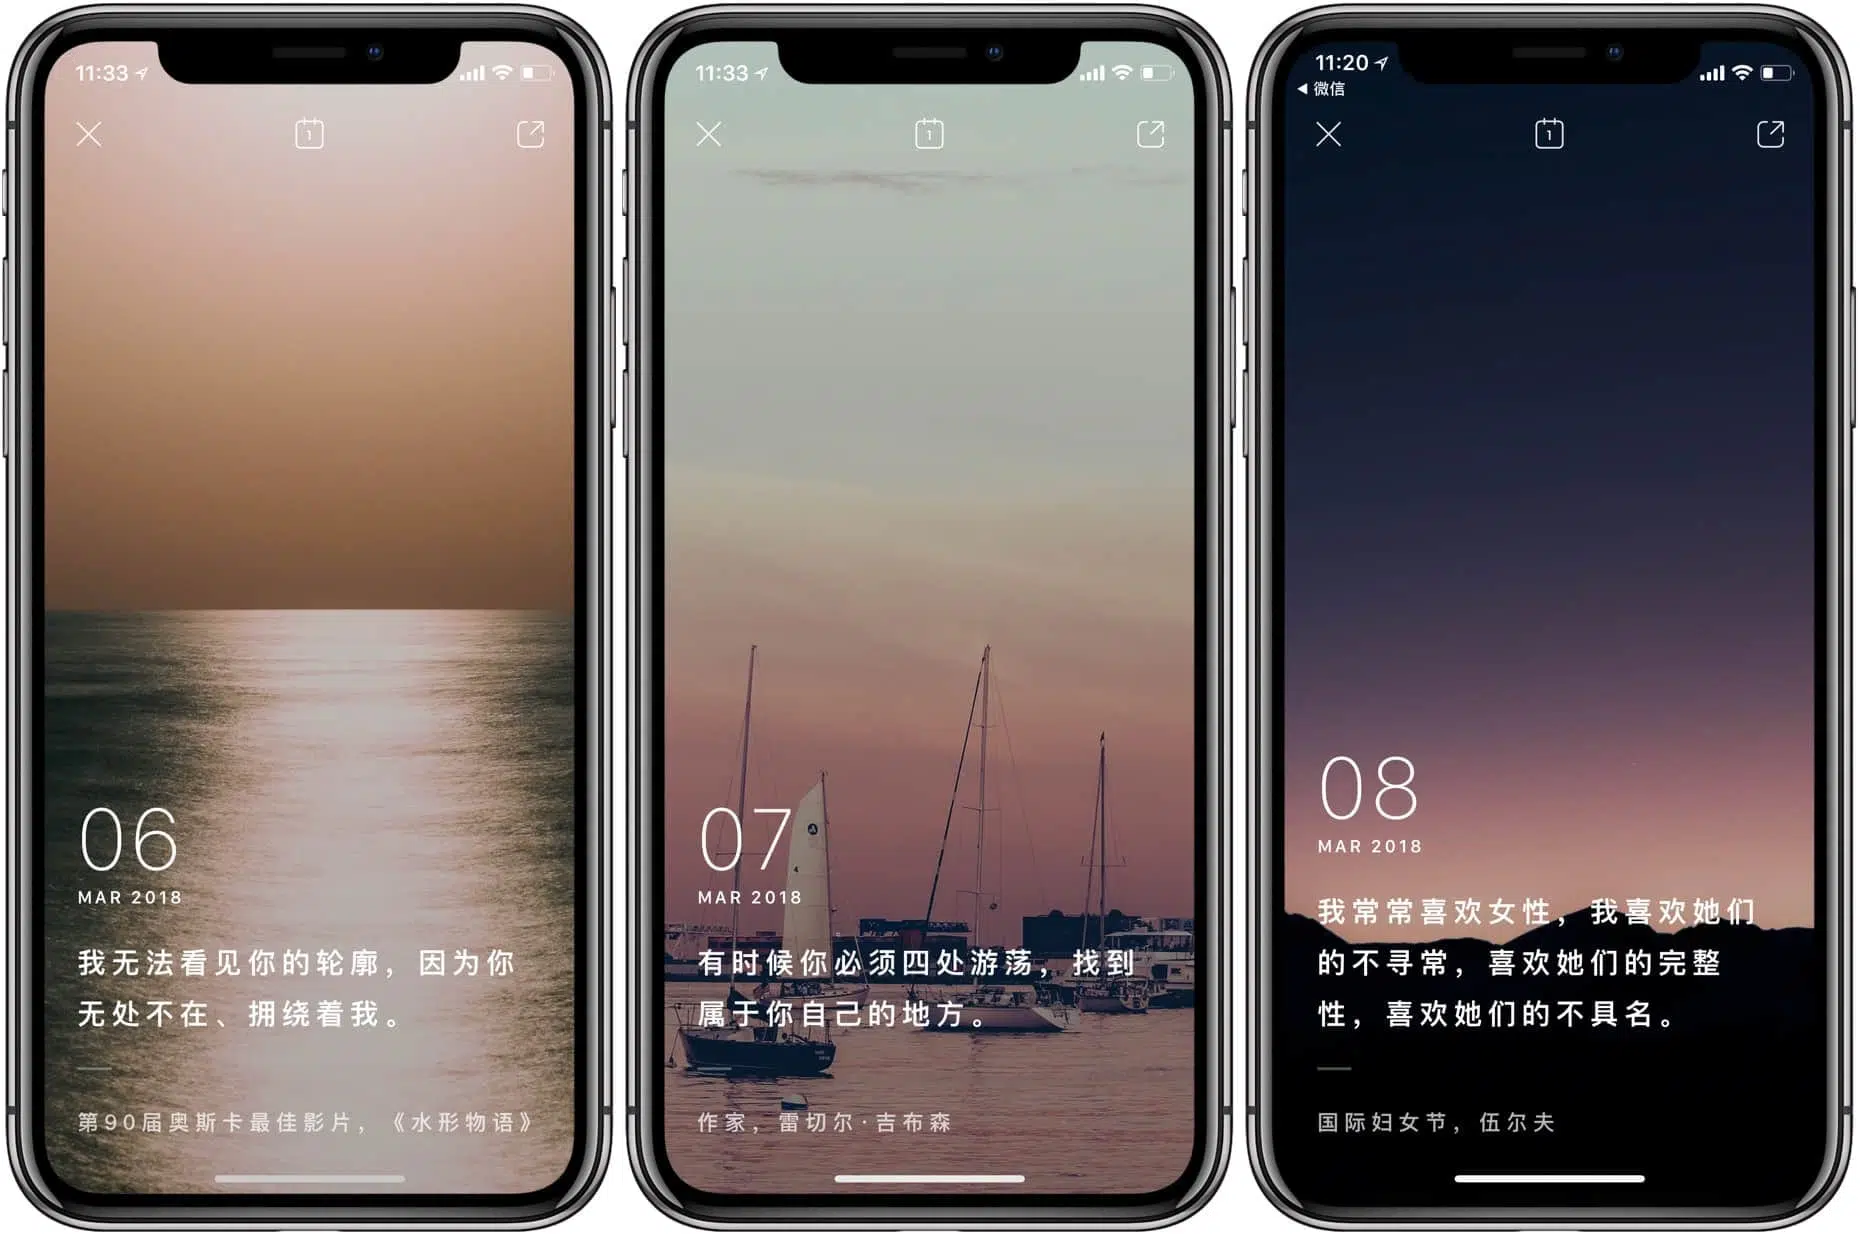 11:33
1
06
MAR 2018
我无法看见你的轮廓，因为你
无处不在、拥绕着我。
第90届奥斯卡最佳影片，《水形物语》
11:33
1
07
MAR 2018
有时候你必须四处游荡，找到
属于你自己的地方。
作家，雷切尔·吉布森
11:20
微信
1
08
MAR 2018
我常常喜欢女性，我喜欢她们
的不寻常，喜欢她们的完整
性，喜欢她们的不具名。
国际妇女节，伍尔夫